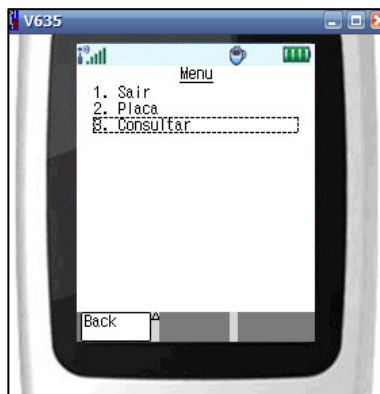 V635
Menu
1. Sair
2. Placa
3. Consultar
Back